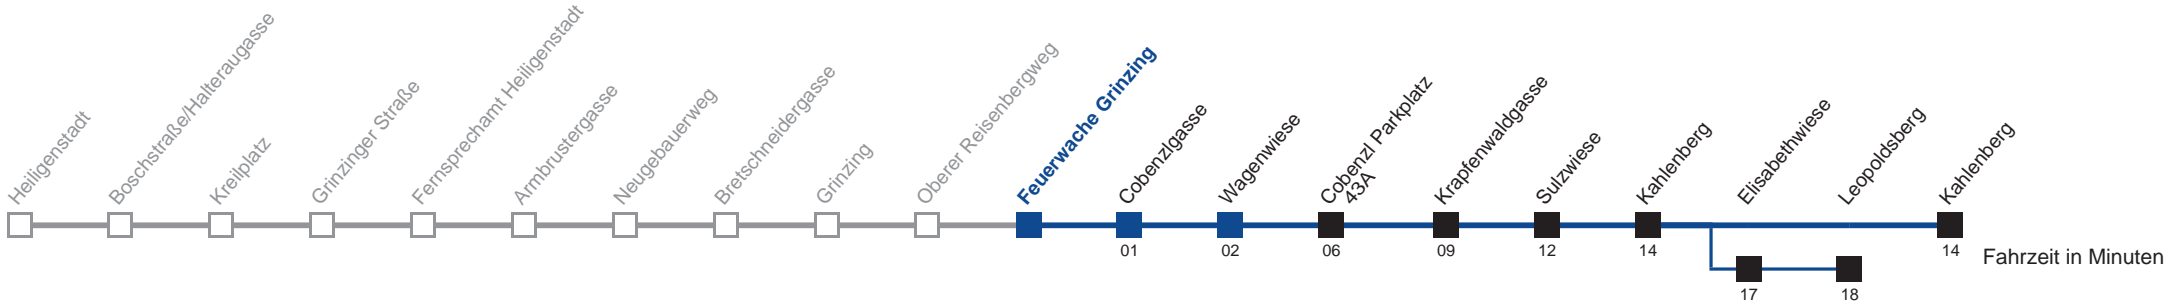 Heiligenstadt
Boschstraße/Halteraugasse
Kreilplatz
Grinzinger Straße
Fernsprechamt Heiligenstadt
Armbrustergasse
Neugebauerweg
Bretschneidergasse
Grinzing
Oberer Reisenbergweg
Feuerwache Grinzing
Cobenzlgasse
Wagenwiese
Cobenzl Parkplatz
43A
Krapfenwaldgasse
Sulzwiese
Kahlenberg
Elisabethwiese
Leopoldsberg
Kahlenberg
01
02
06
09
12
14
14
Fahrzeit in Minuten
17
18